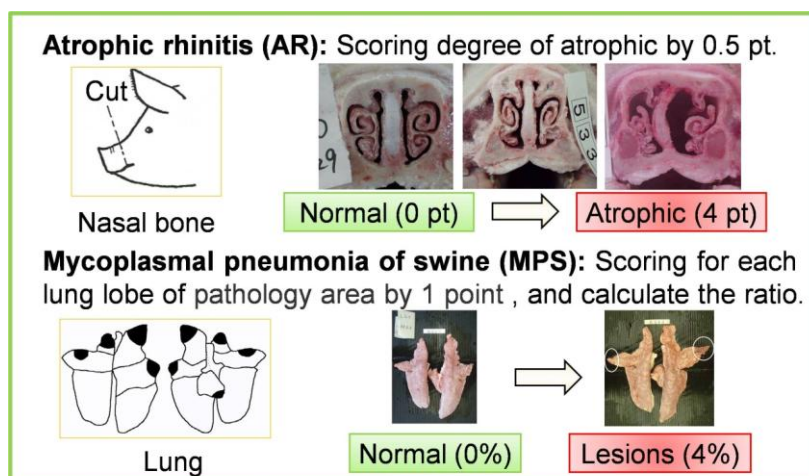 Atrophic rhinitis (AR): Scoring degree of atrophic by 0.5 pt.
Cut
29
533
Nasal bone
Normal (0 pt)
Atrophic (4 pt)
Mycoplasmal pneumonia of swine (MPS): Scoring for each
lung lobe of pathology area by 1 point , and calculate the ratio.
Lung
Normal (0%)
Lesions (4%)